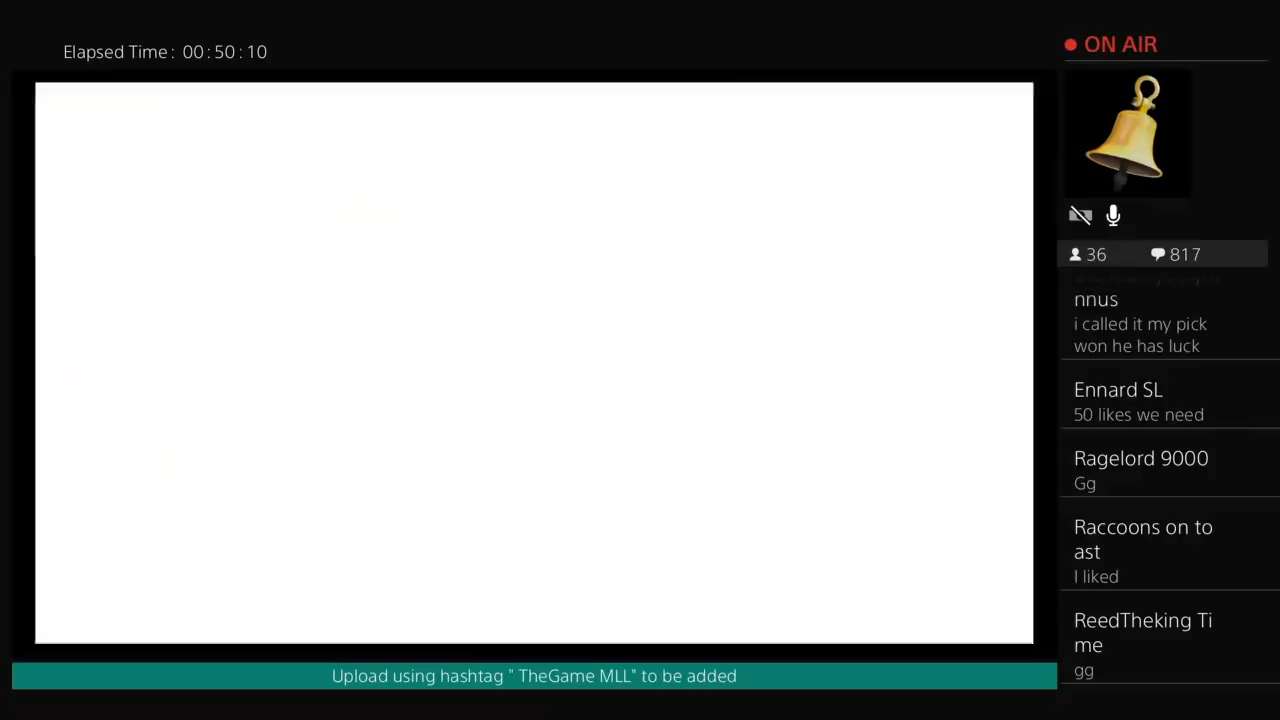 Elapsed Time: 00:50:10
ON AIR
36 817
nnus
i called it my pick
won he has luck
Ennard SL
50 likes we need
Ragelord 9000
Gg
Raccoons on to
ast
I liked
ReedTheking Ti
me
gg
Upload using hashtag " TheGame MLL" to be added